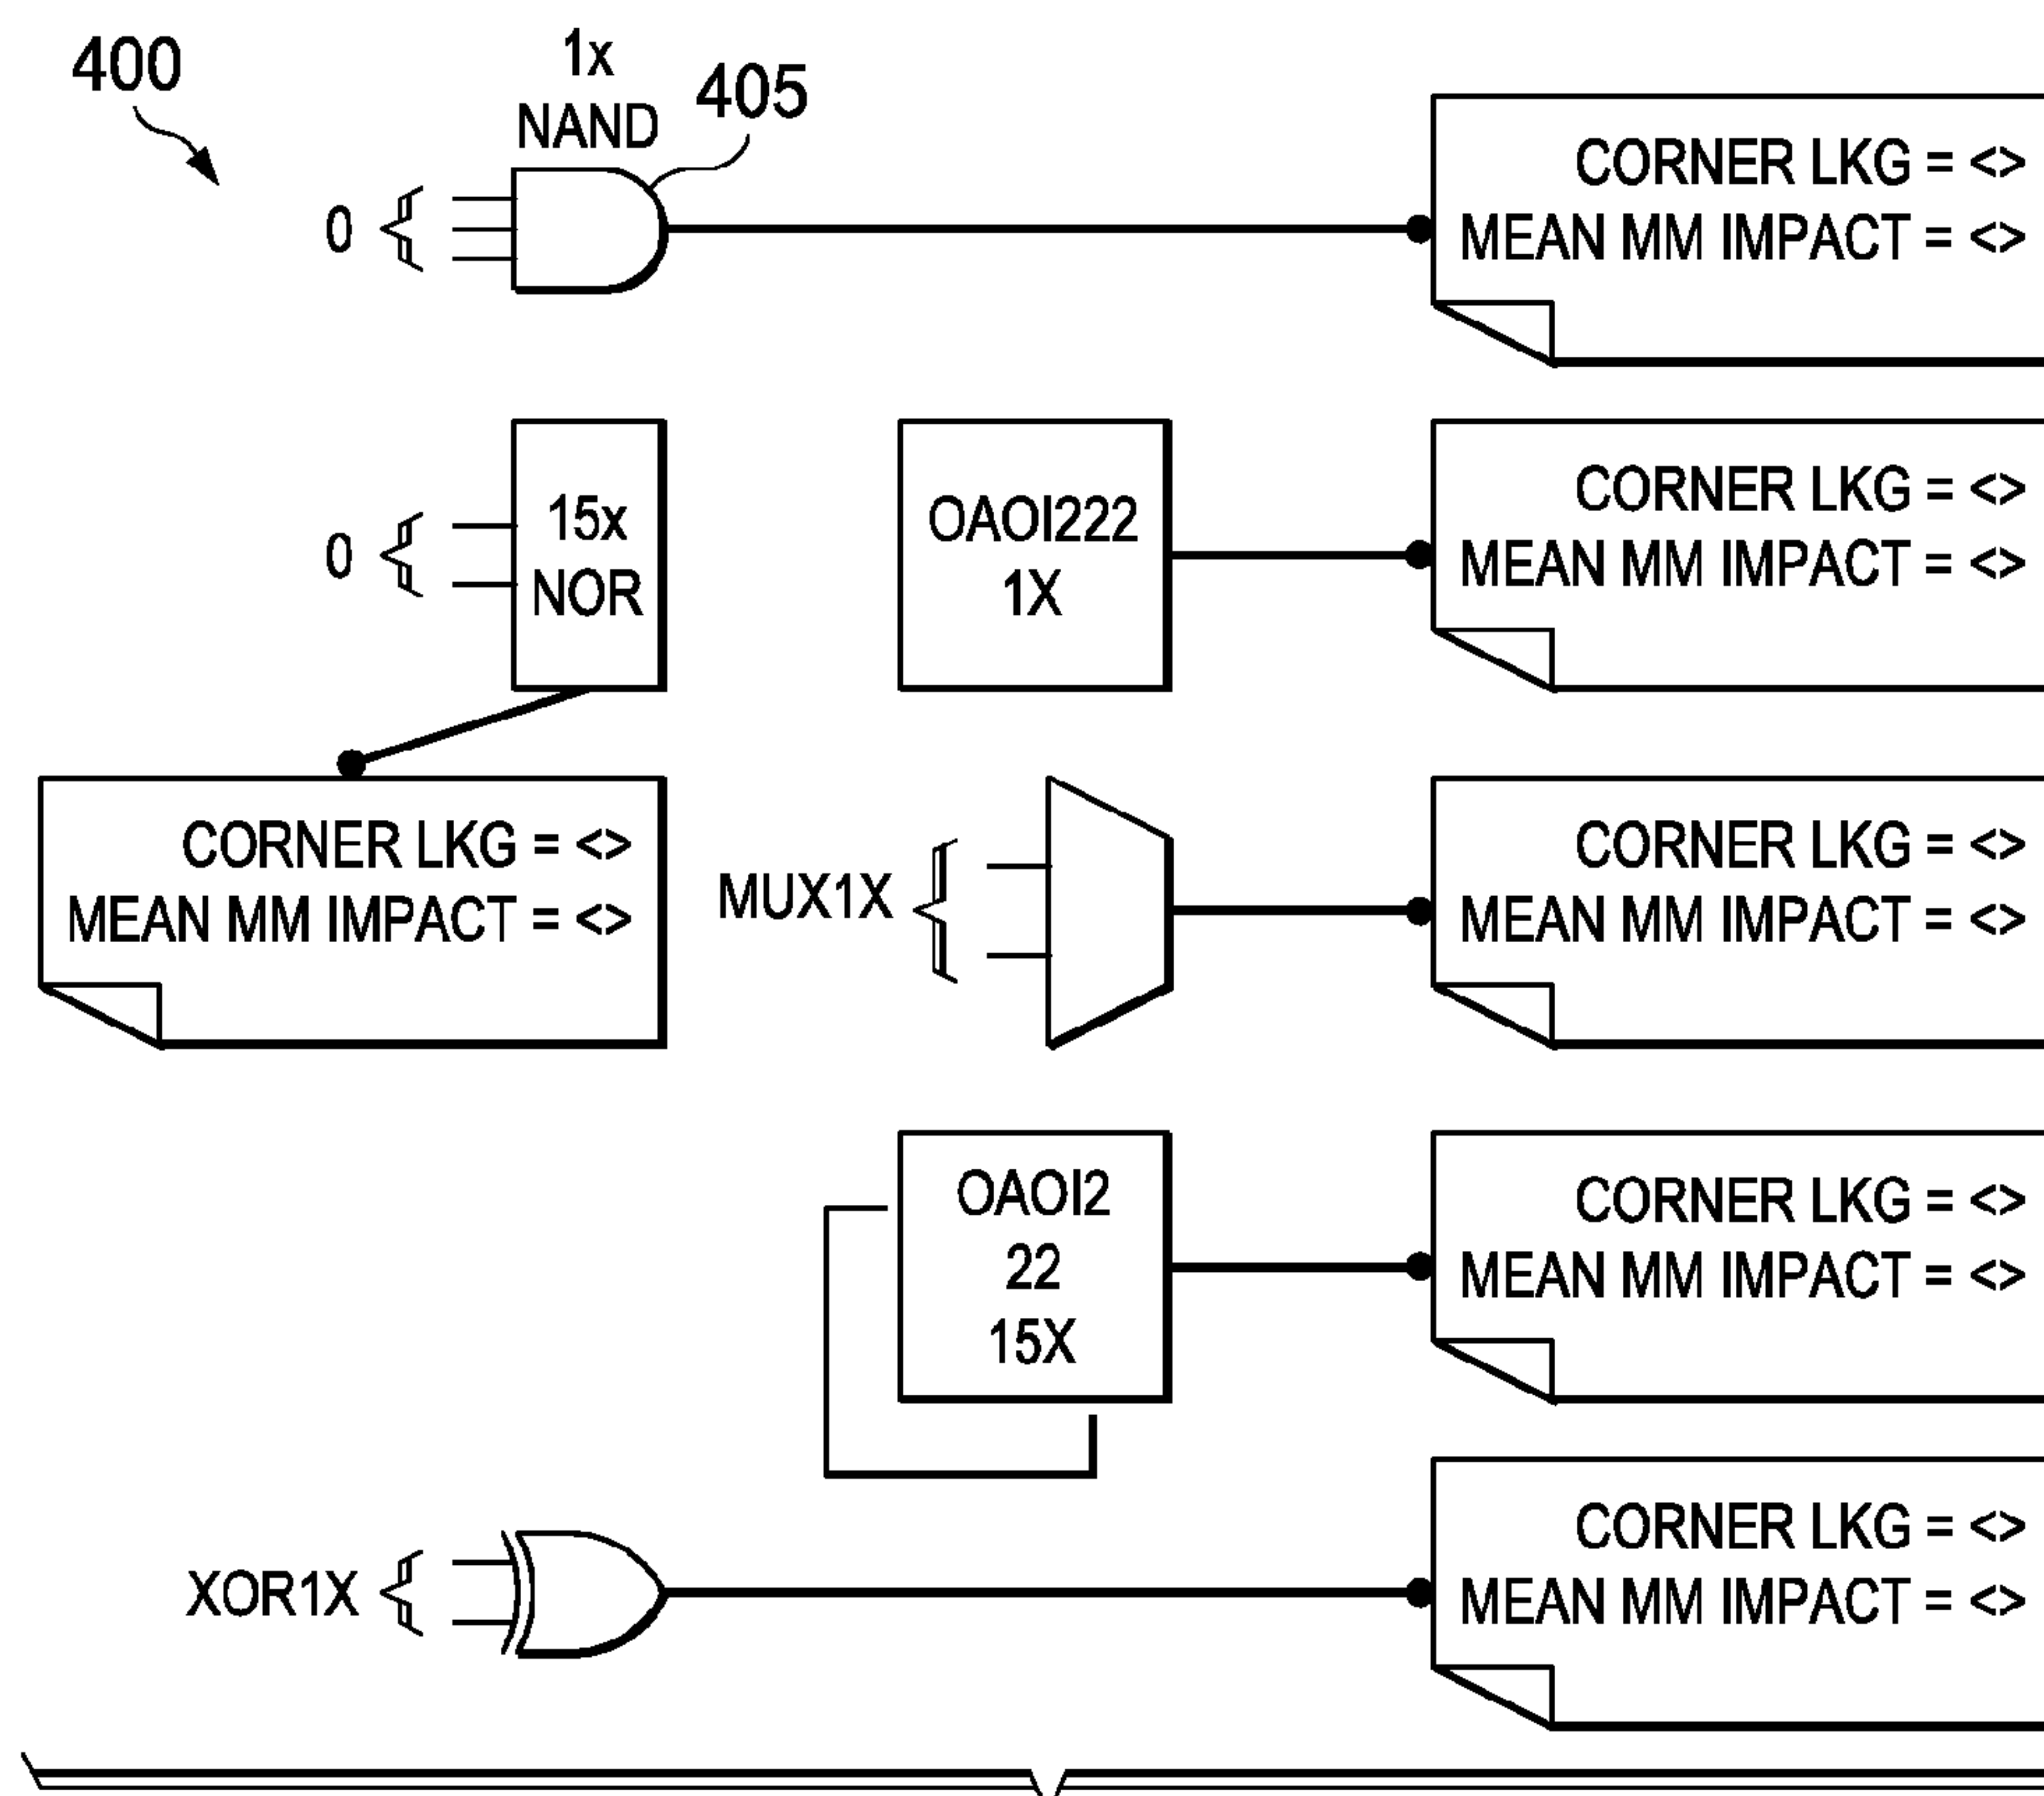 400
1x
NAND
405
0
CORNER LKG = <>
MEAN MM IMPACT = <>
0
15x
NOR
OAOI222
1X
CORNER LKG = <>
MEAN MM IMPACT = <>
CORNER LKG = <>
MEAN MM IMPACT = <>
MUX1X
CORNER LKG = <>
MEAN MM IMPACT = <>
OAOI2
22
15X
CORNER LKG = <>
MEAN MM IMPACT = <>
XOR1X
CORNER LKG = <>
MEAN MM IMPACT = <>